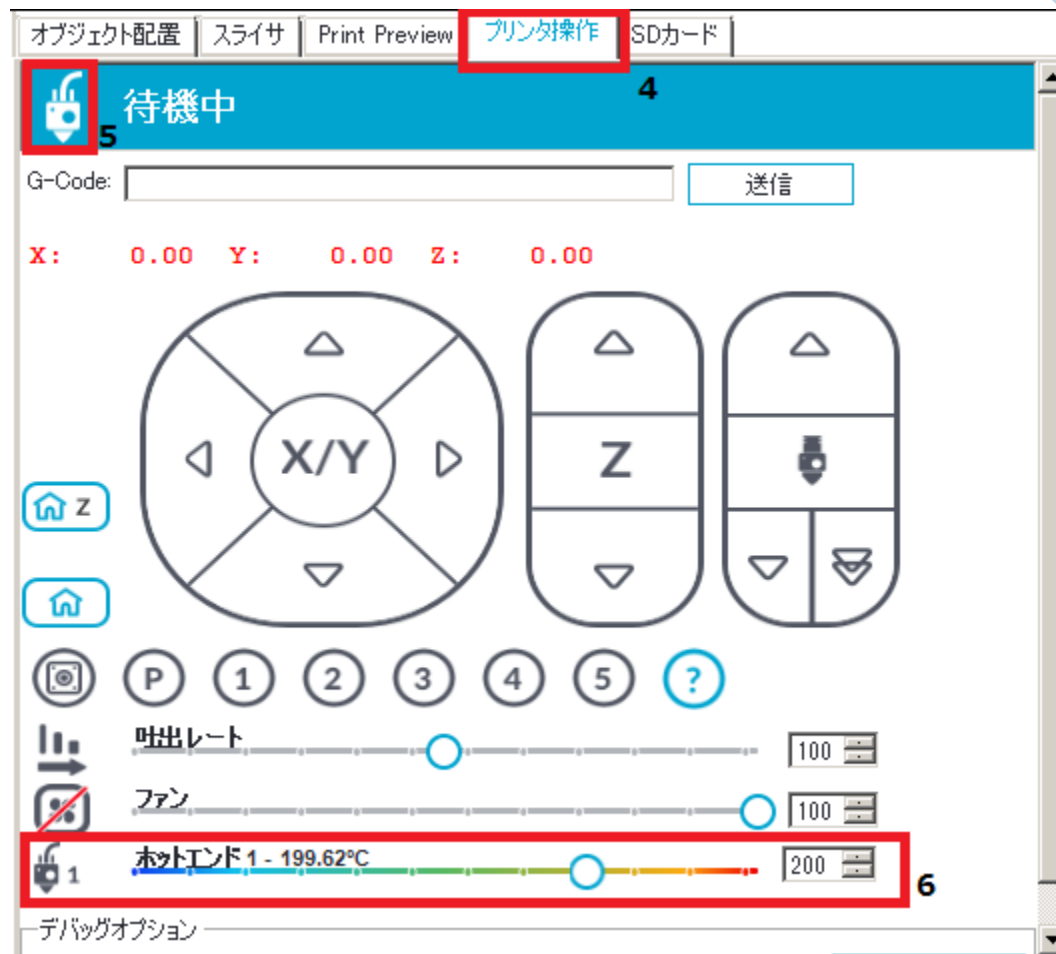 オブジェクト配置 スライサ Print Preview プリンタ操作 SDカード
4
待機中
5
G-Code: 送信
X: 0.00 Y: 0.00 Z: 0.00
X/Y Z
Z
P 1 2 3 4 5 ?
吐出レート 100
ファン 100
1 ホットエンド 1 - 199.62°C 200
6
デバッグオプション